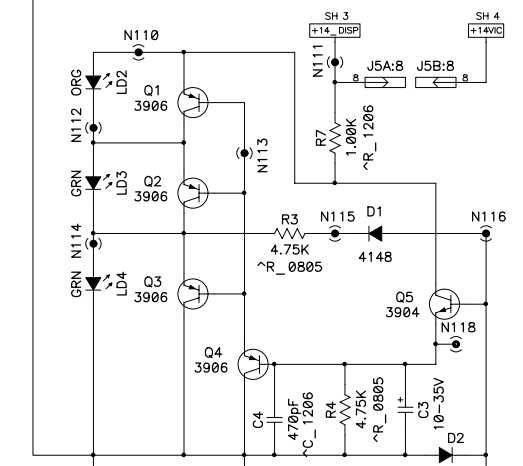 SH 3
SH 4
+14_DISP
+14VIC
N110
N111
J5A:8
J5B:8
8
8
ORG
LD2
Q1
3906
N112
R7
1.00K
^R_1206
N113
GRN
LD3
Q2
3906
R3
N115
D1
N116
4.75K
^R_0805
4148
N114
GRN
LD4
Q3
3906
Q5
3904
N118
Q4
3906
C4
470pF
^C_1206
R4
4.75K
^R_0805
+
C3
10-35V
D2